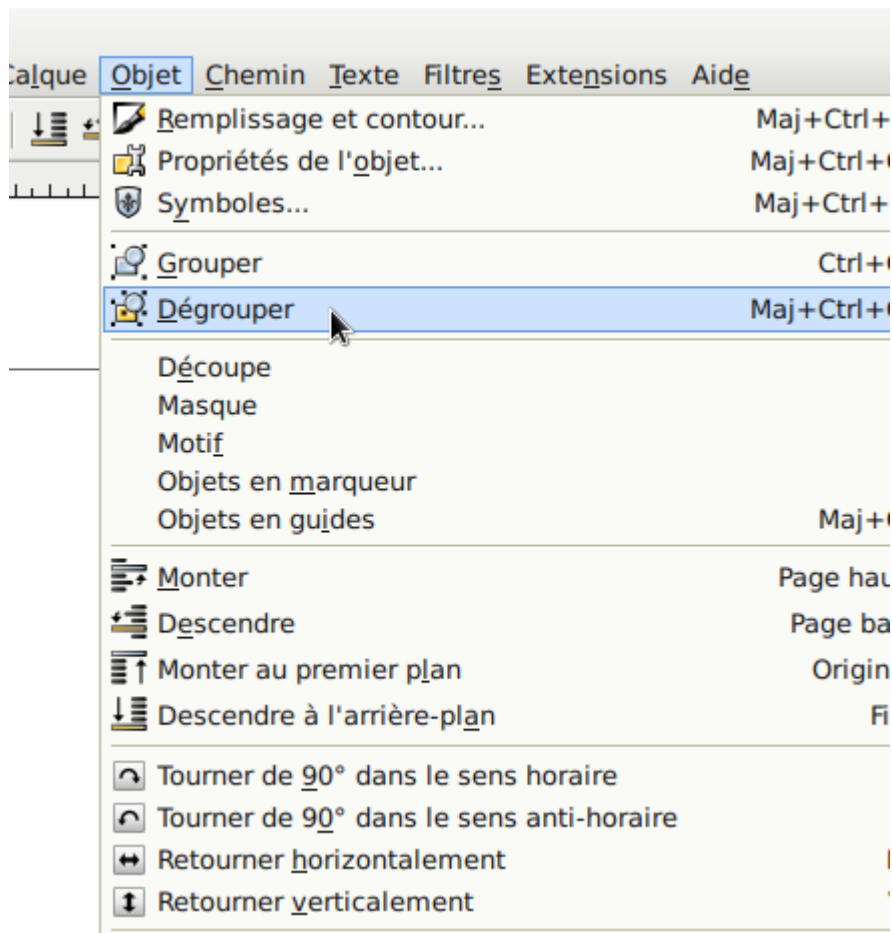 Calque Objet Chemin Texte Filtres Extensions Aide
Remplissage et contour... Maj+Ctrl+
Propriétés de l'objet... Maj+Ctrl+
Symboles... Maj+Ctrl+
Grouper Ctrl+
Dégrouper Maj+Ctrl+
Découpe
Masque
Motif
Objets en marqueur
Objets en guides Maj+
Monter Page hau
Descendre Page ba
Monter au premier plan Origin
Descendre à l'arrière-plan Fi
Tourner de 90° dans le sens horaire
Tourner de 90° dans le sens anti-horaire
Retourner horizontalement
Retourner verticalement